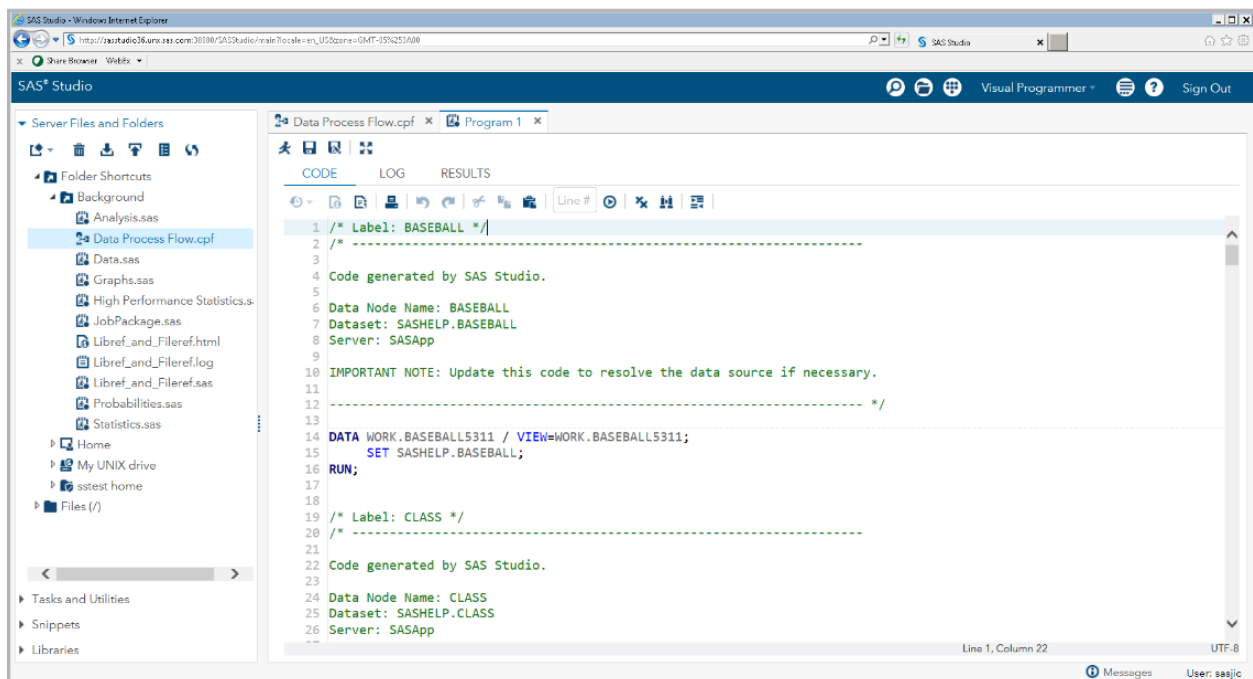 SAS Studio - Windows Internet Explorer
http://sasstudio36.unx.sas.com:38080/SASStudio/main?locale=en_US&zone=GMT-05%253A00
SAS Studio
Share Browser WebEx
SAS® Studio
Visual Programmer
Sign Out
Server Files and Folders
Folder Shortcuts
Background
Analysis.sas
Data Process Flow.cpf
Data.sas
Graphs.sas
High Performance Statistics.s
JobPackage.sas
Libref_and_Fileref.html
Libref_and_Fileref.log
Libref_and_Fileref.sas
Probabilities.sas
Statistics.sas
Home
My UNIX drive
sstest home
Files (/)
Tasks and Utilities
Snippets
Libraries
Data Process Flow.cpf
Program 1
CODE LOG RESULTS
Line #
1 /* Label: BASEBALL */
2 /* ----------------------------------------------------------------------
3
4 Code generated by SAS Studio.
5
6 Data Node Name: BASEBALL
7 Dataset: SASHELP.BASEBALL
8 Server: SASApp
9
10 IMPORTANT NOTE: Update this code to resolve the data source if necessary.
11
12 ---------------------------------------------------------------------- */
13
14 DATA WORK.BASEBALL5311 / VIEW=WORK.BASEBALL5311;
15 SET SASHELP.BASEBALL;
16 RUN;
17
18
19 /* Label: CLASS */
20 /* ----------------------------------------------------------------------
21
22 Code generated by SAS Studio.
23
24 Data Node Name: CLASS
25 Dataset: SASHELP.CLASS
26 Server: SASApp
Line 1, Column 22
UTF-8
Messages
User: sasjic